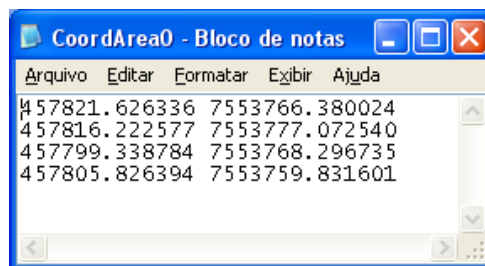 CoordArea0 - Bloco de notas
Arquivo Editar Formatar Exibir Ajuda
457821.626336 7553766.380024
457816.222577 7553777.072540
457799.338784 7553768.296735
457805.826394 7553759.831601